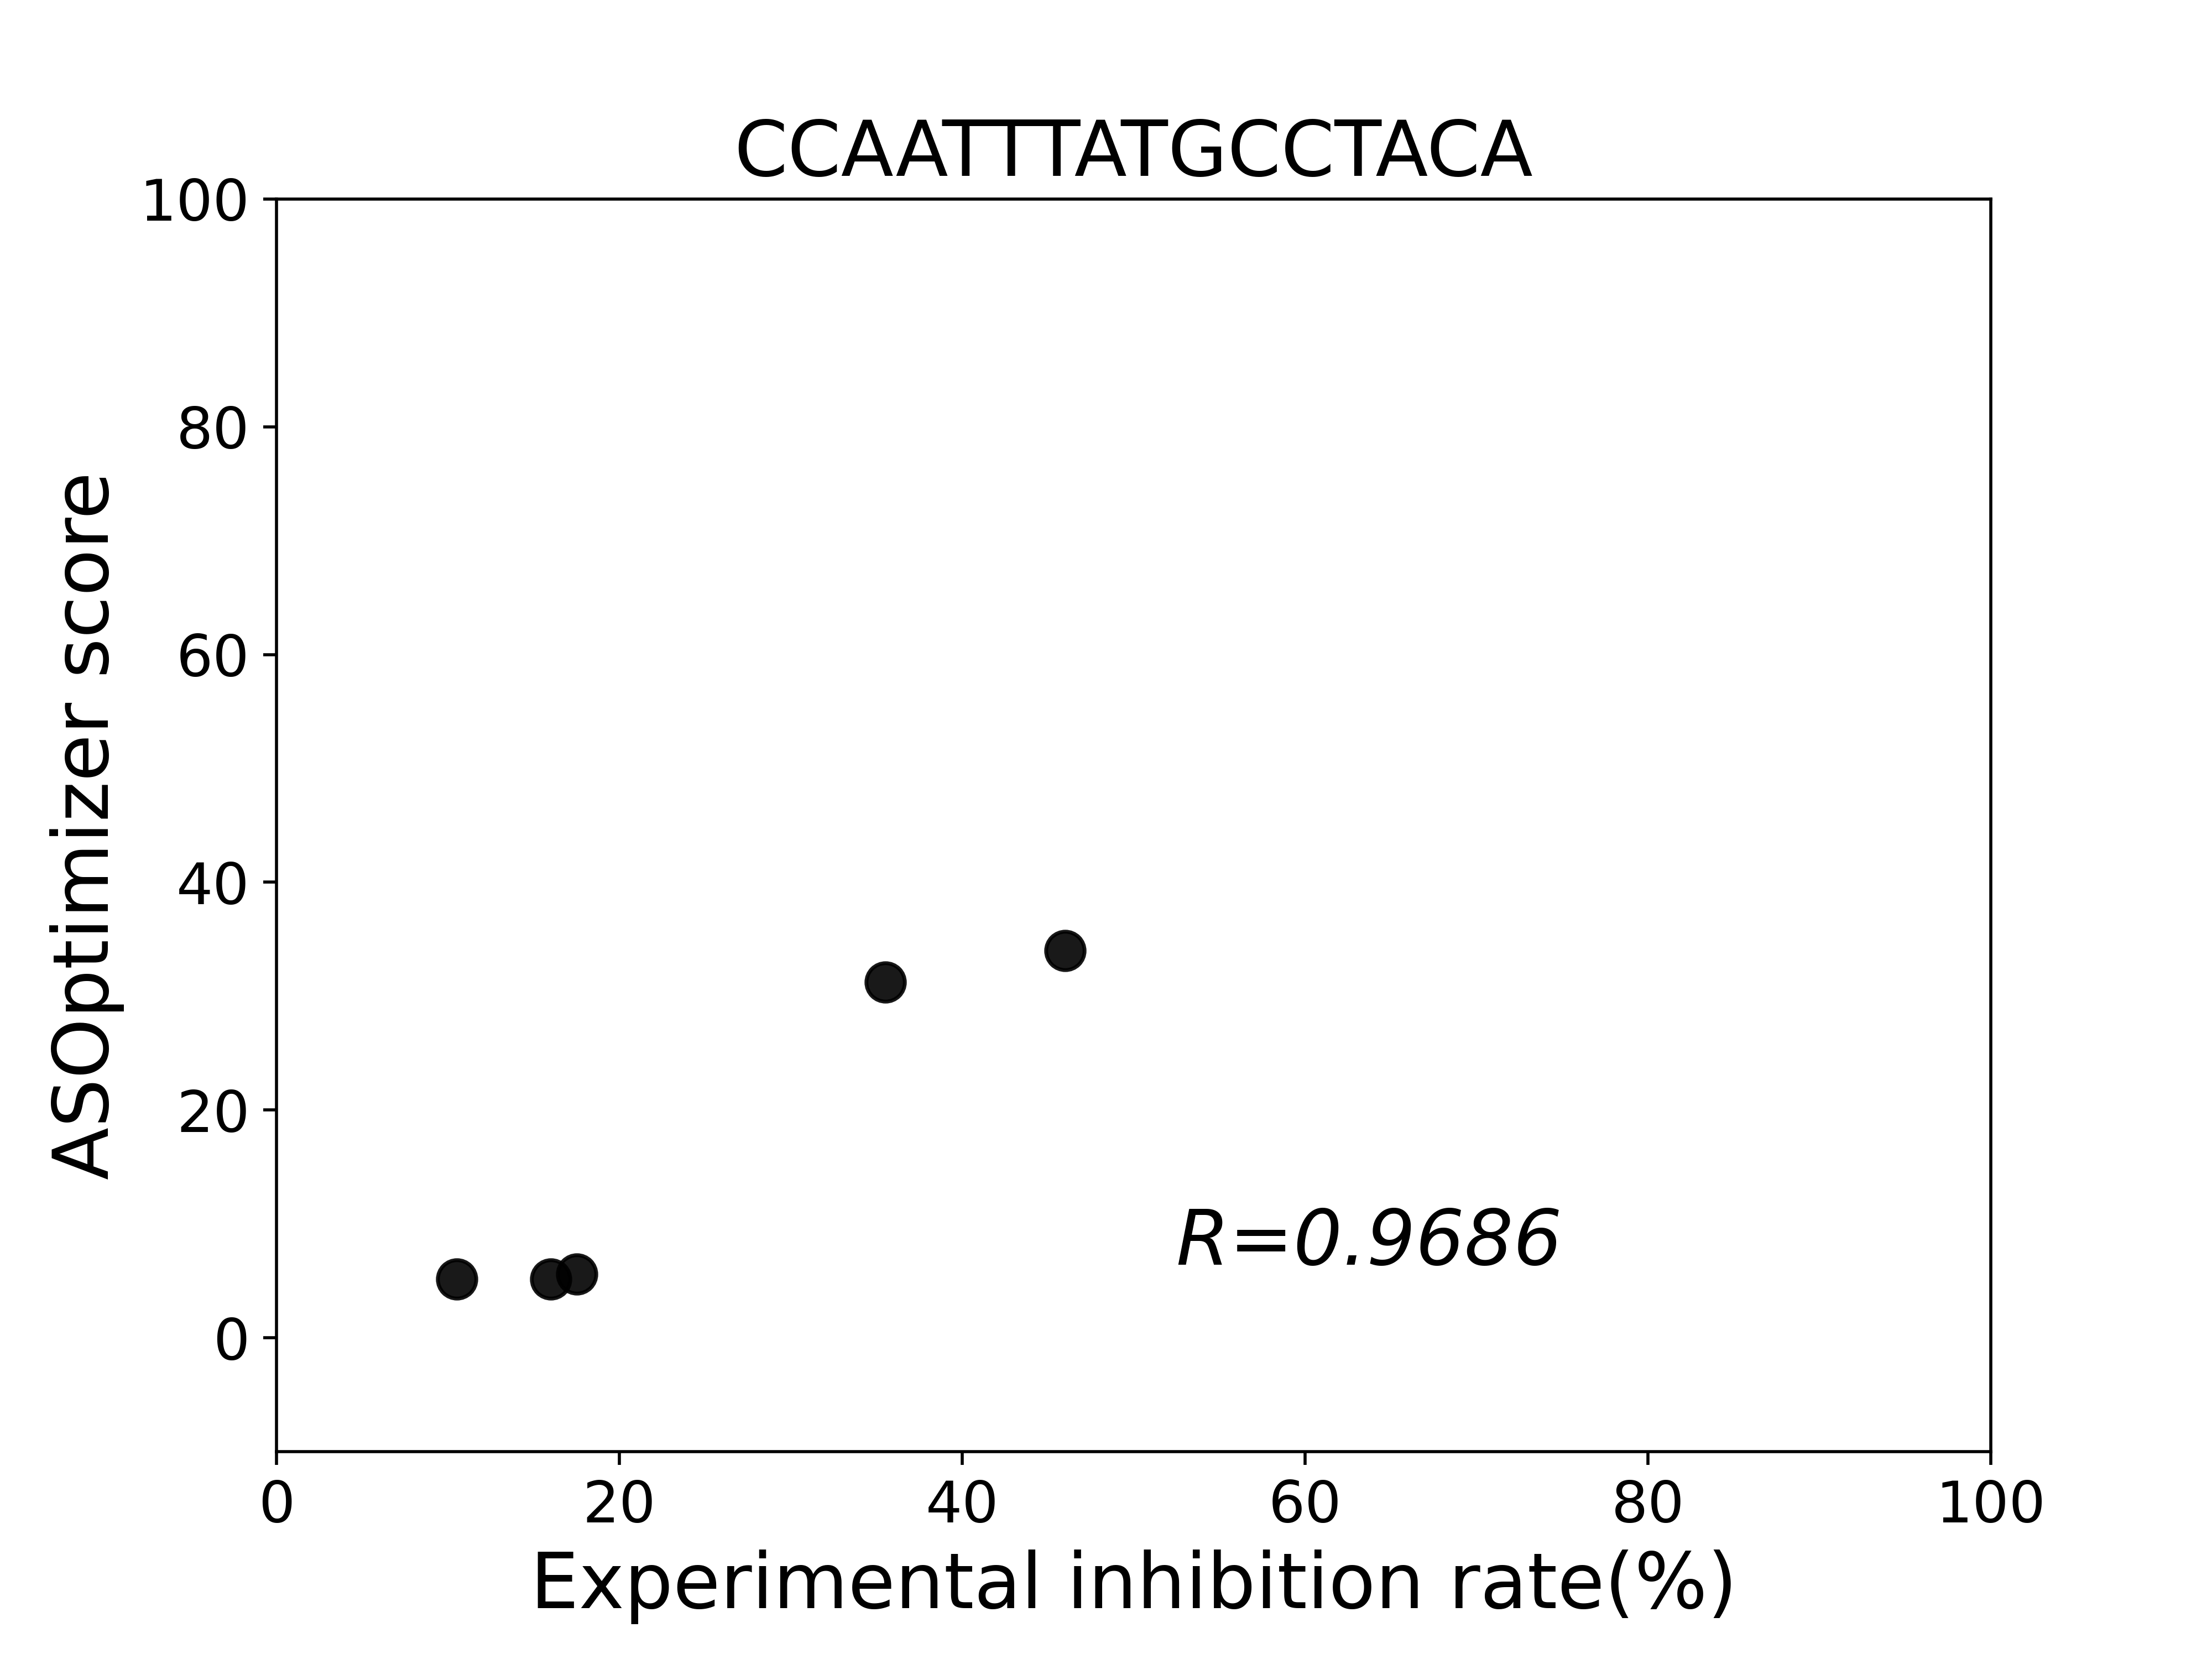 CCAATTTATGCCTACA
100
80
60
40
20
0
ASOptimizer score
R=0.9686
0 20 40 60 80 100
Experimental inhibition rate(%)